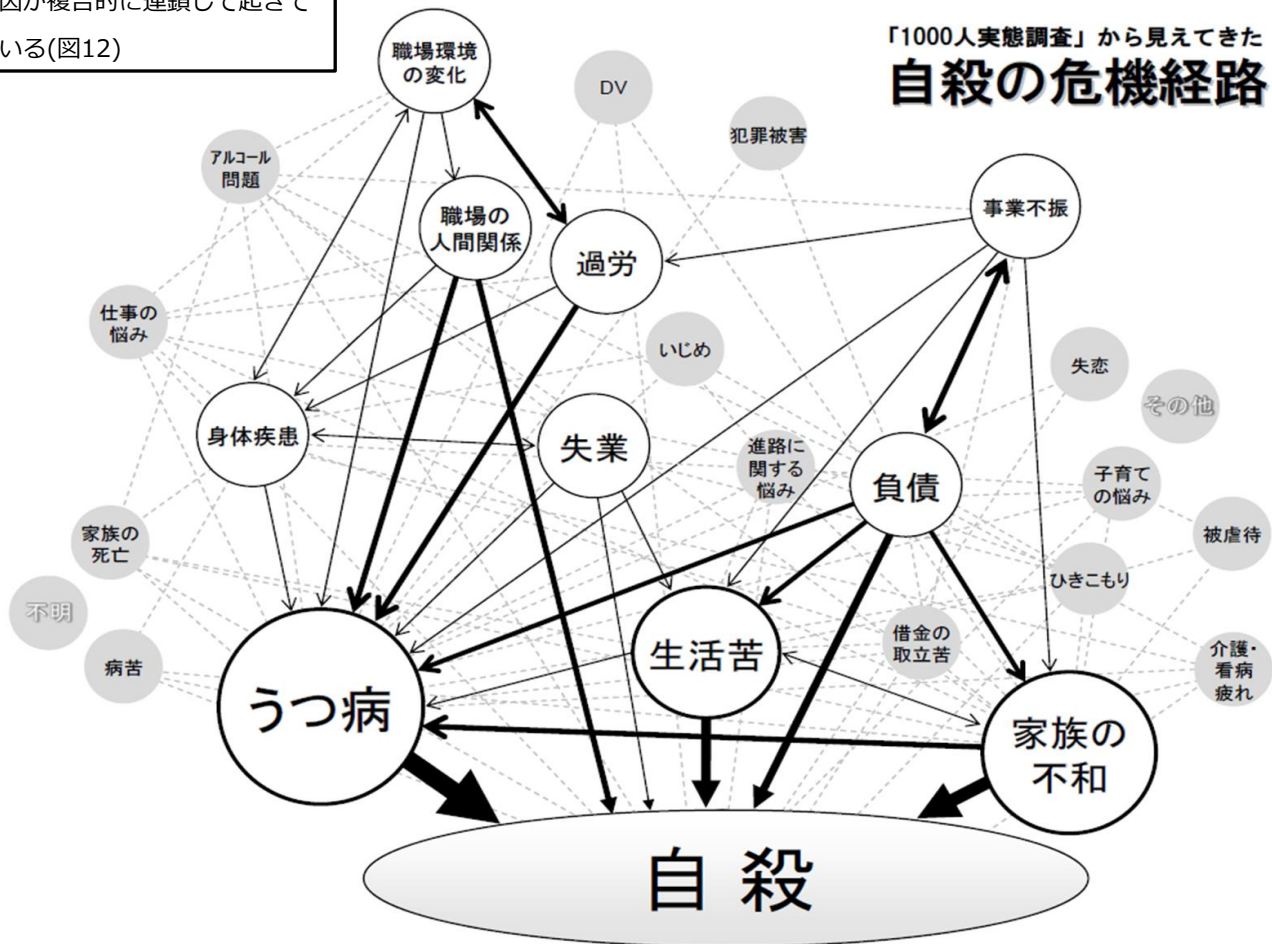 因が複合的に連鎖して起きて
いる(図12)
「1000人実態調査」から見えてきた
自殺の危機経路
職場環境
の変化
DV
犯罪被害
アルコール
問題
職場の
人間関係
過労
事業不振
仕事の
悩み
いじめ
失恋
その他
身体疾患
失業
進路に
関する
悩み
負債
子育て
の悩み
家族の
死亡
被虐待
ひきこもり
不明
病苦
うつ病
生活苦
借金の
取立苦
介護・
看病
疲れ
家族の
不和
自殺